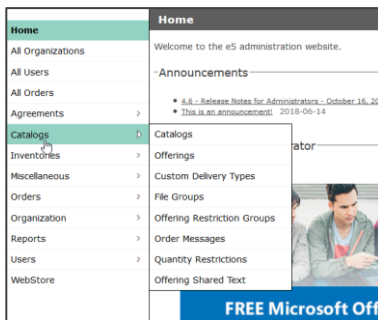 Home
All Organizations
All Users
All Orders
Agreements
Catalogs
Inventories
Miscellaneous
Orders
Organization
Reports
Users
WebStore
Home
Welcome to the e5 administration website.
Announcements
4.6 - Release Notes for Administrators - October 16, 20
This is an announcement! 2018-06-14
Catalogs
Offerings
Custom Delivery Types
File Groups
Offering Restriction Groups
Order Messages
Quantity Restrictions
Offering Shared Text
rator
FREE Microsoft Off